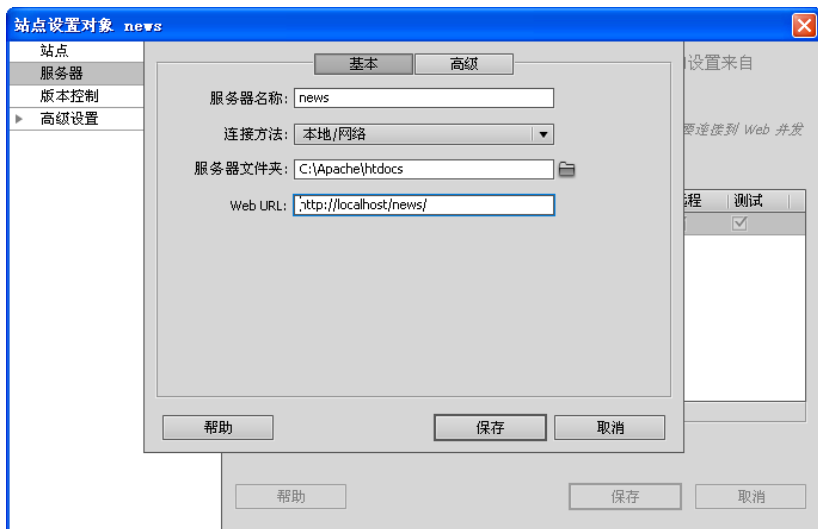 站点设置对象 news
站点
服务器
版本控制
高级设置
基本
高级
服务器名称: news
连接方法: 本地/网络
服务器文件夹: C:\Apache\htdocs
Web URL: http://localhost/news/
帮助
保存
取消
设置来自
要连接到 Web 并发
程
测试
帮助
保存
取消